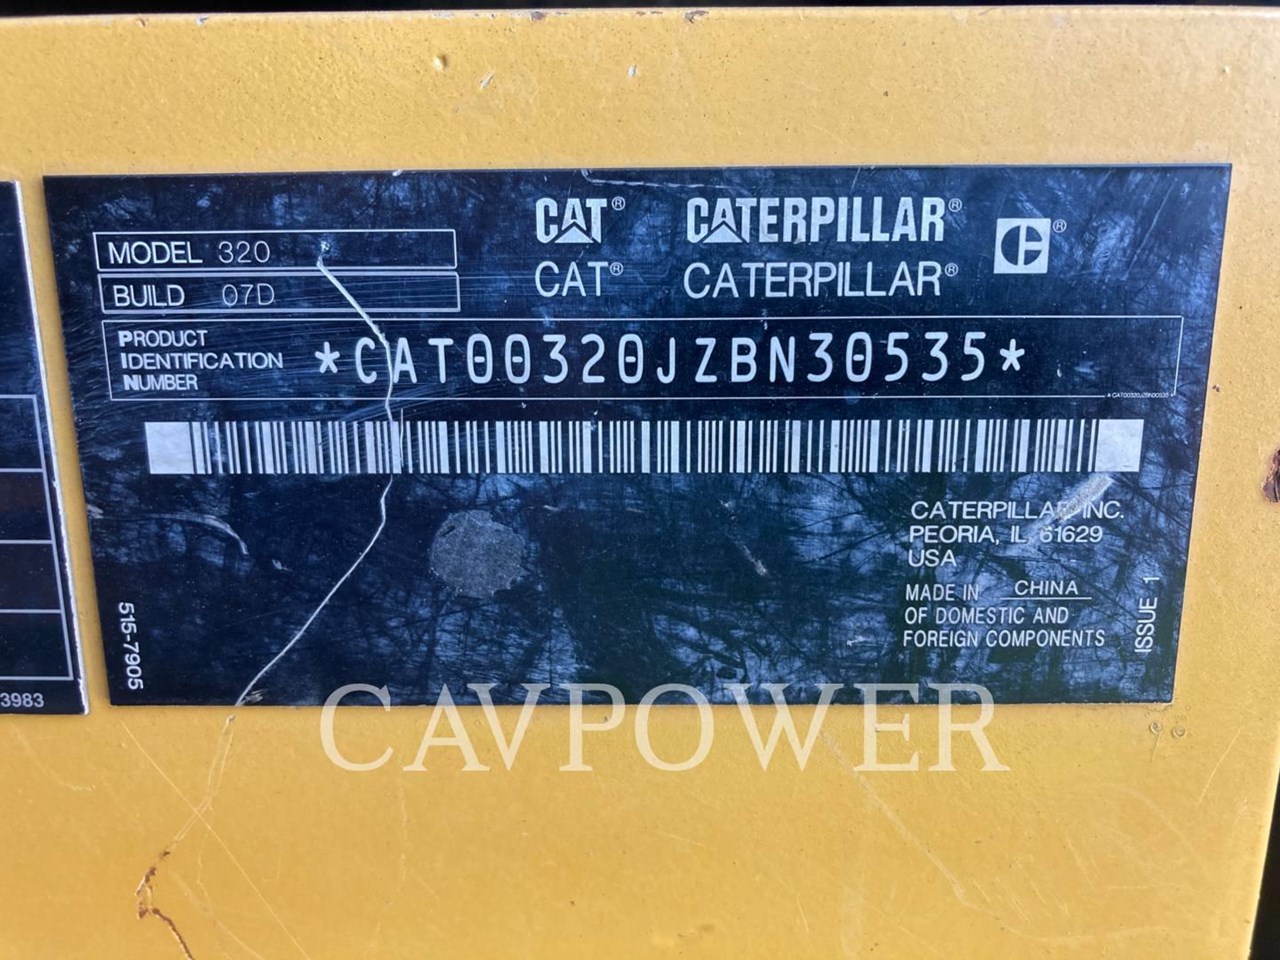 CAT® CATERPILLAR® ®
CAT® CATERPILLAR®
MODEL 320
BUILD 07D
PRODUCT
IDENTIFICATION
NUMBER
*CAT00320JZBN30535*
*CAT00320JZBN30535
CATERPILLAR INC.
PEORIA, IL 61629
USA
MADE IN CHINA
OF DOMESTIC AND
FOREIGN COMPONENTS
ISSUE 1
515-7905
3983
CAVPOWER